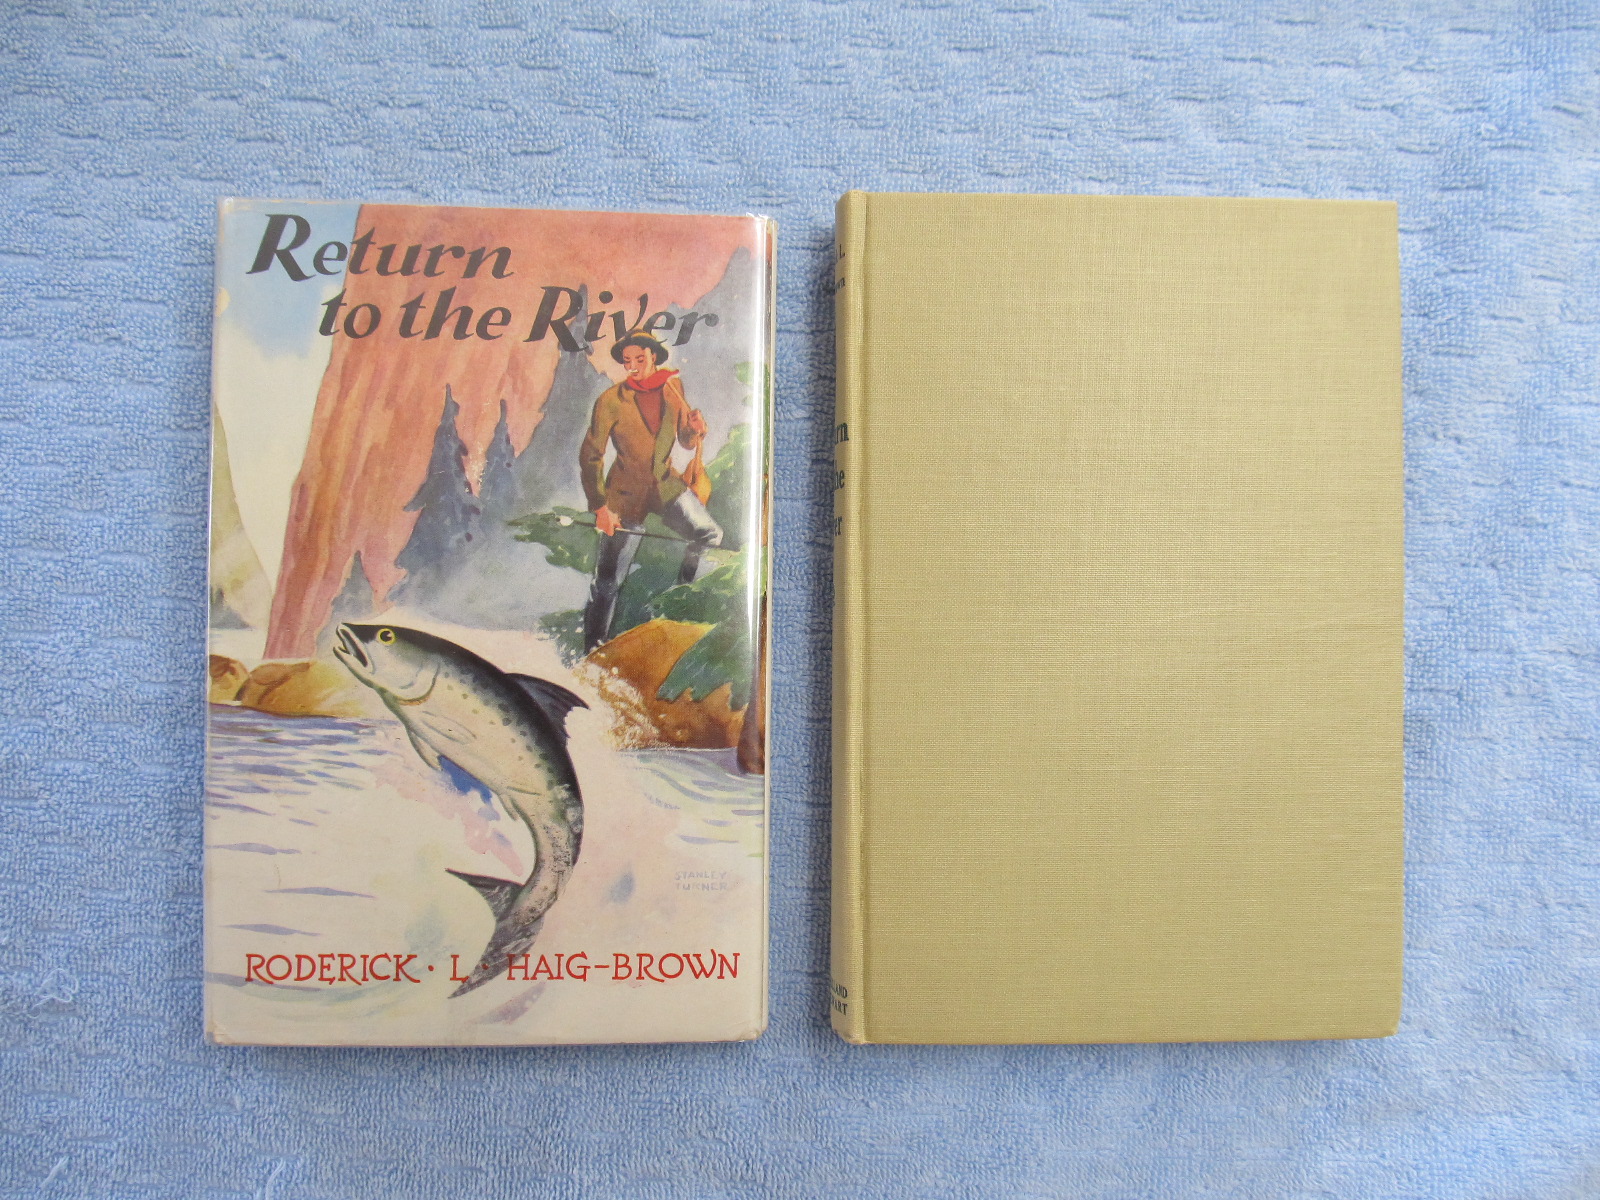 Return
to the River
STANLEY
TURNER
RODERICK · L · HAIG-BROWN
L.